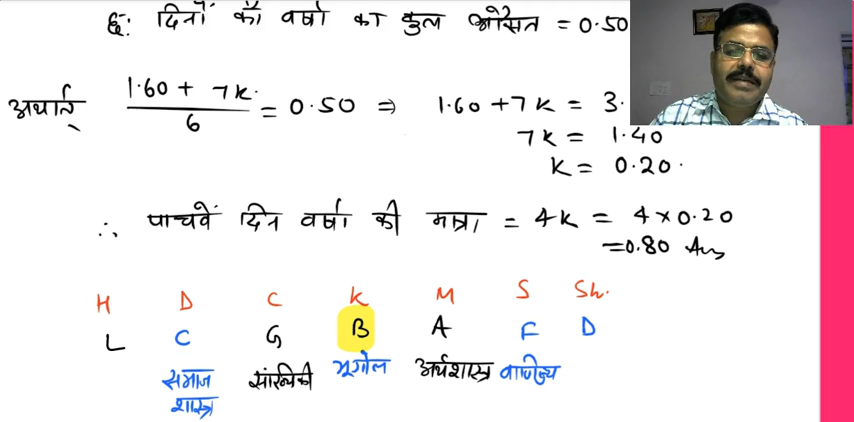 छः दिनों की वर्षा का कुल औसत = 0.50
अर्थात् (1.60 + 7k)/6 = 0.50 ⇒ 1.60 + 7k = 3.
7k = 1.40
k = 0.20.
∴ पाचवें दिन वर्षा की मात्रा = 4k = 4 × 0.20
= 0.80 Ans
H D C K M S Sh.
L C G B A F D
समाज शास्त्र सांख्यिकी भूगोल अर्थशास्त्र वाणिज्य